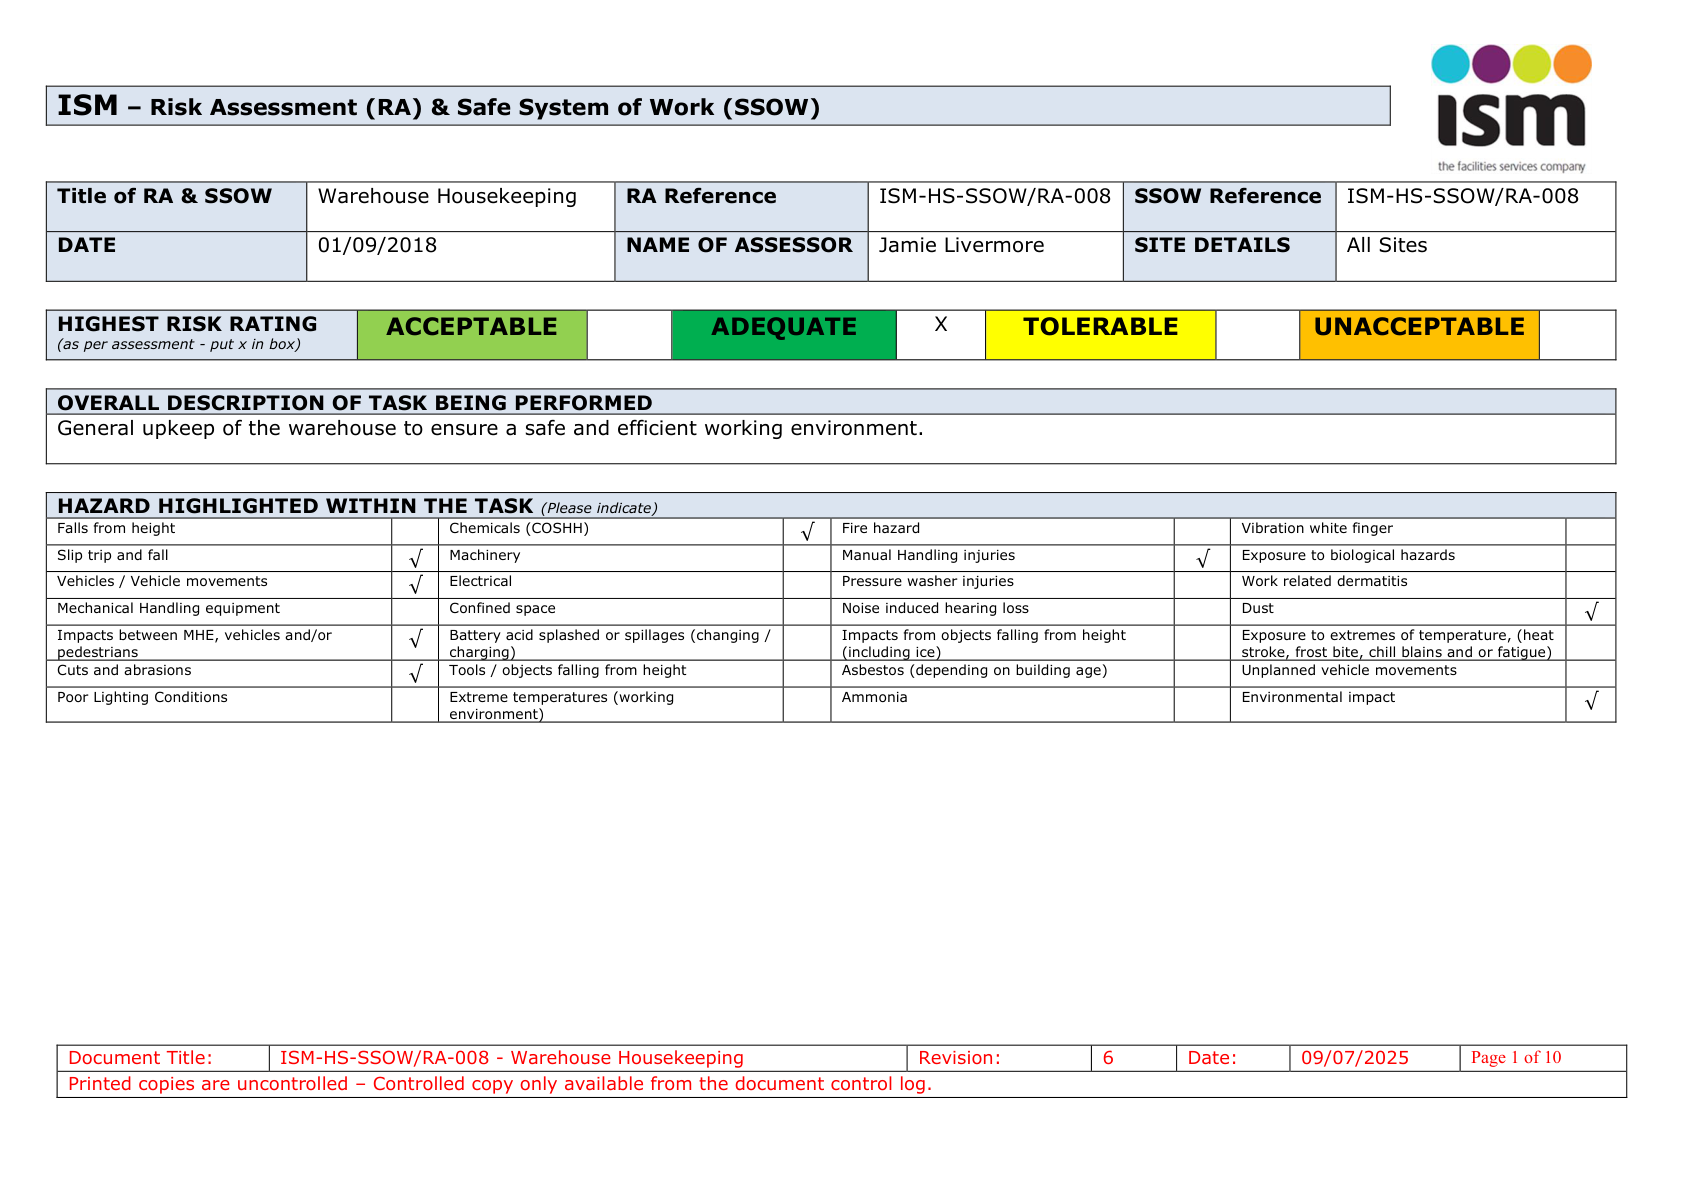 ism
the facilities services company
ISM – Risk Assessment (RA) & Safe System of Work (SSOW)
Title of RA & SSOW Warehouse Housekeeping RA Reference ISM-HS-SSOW/RA-008 SSOW Reference ISM-HS-SSOW/RA-008
DATE 01/09/2018 NAME OF ASSESSOR Jamie Livermore SITE DETAILS All Sites
HIGHEST RISK RATING ACCEPTABLE ADEQUATE X TOLERABLE UNACCEPTABLE
(as per assessment - put x in box)
OVERALL DESCRIPTION OF TASK BEING PERFORMED
General upkeep of the warehouse to ensure a safe and efficient working environment.
HAZARD HIGHLIGHTED WITHIN THE TASK (Please indicate)
Falls from height Chemicals (COSHH) √ Fire hazard Vibration white finger
Slip trip and fall √ Machinery Manual Handling injuries √ Exposure to biological hazards
Vehicles / Vehicle movements √ Electrical Pressure washer injuries Work related dermatitis
Mechanical Handling equipment Confined space Noise induced hearing loss Dust √
Impacts between MHE, vehicles and/or √ Battery acid splashed or spillages (changing / Impacts from objects falling from height Exposure to extremes of temperature, (heat
pedestrians charging) (including ice) stroke, frost bite, chill blains and or fatigue)
Cuts and abrasions √ Tools / objects falling from height Asbestos (depending on building age) Unplanned vehicle movements
Poor Lighting Conditions Extreme temperatures (working Ammonia Environmental impact √
environment)
Document Title: ISM-HS-SSOW/RA-008 - Warehouse Housekeeping Revision: 6 Date: 09/07/2025 Page 1 of 10
Printed copies are uncontrolled – Controlled copy only available from the document control log.